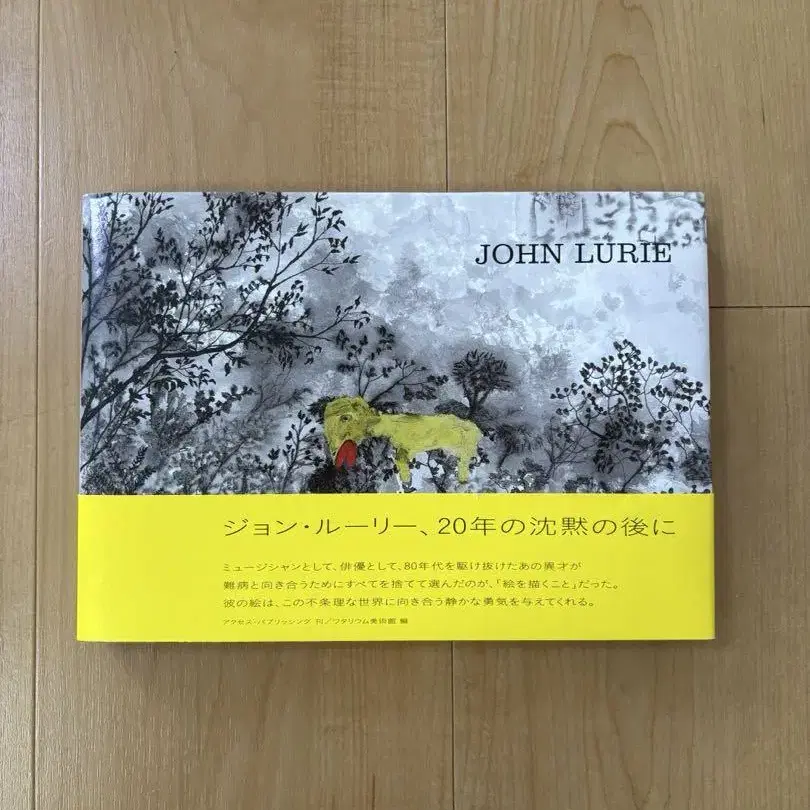 JOHN LURIE
ジョン・ルーリー、20年の沈黙の後に
ミュージシャンとして、俳優として、80年代を駆け抜けたあの異才が
難病と向き合うためにすべてを捨てて選んだのが、「絵を描くこと」だった。
彼の絵は、この不条理な世界に向き合う静かな勇気を与えてくれる。
アクセス・パブリッシング 刊／ワタリウム美術館 編